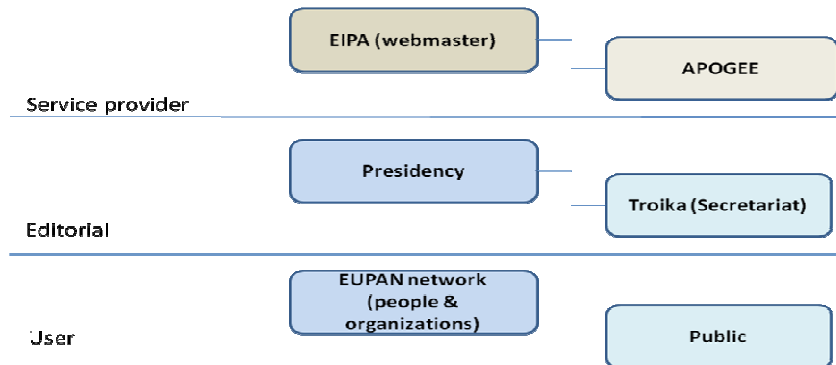 EIPA (webmaster)
APOGEE
Service provider
Presidency
Troika (Secretariat)
Editorial
EUPAN network
(people &
organizations)
User
Public